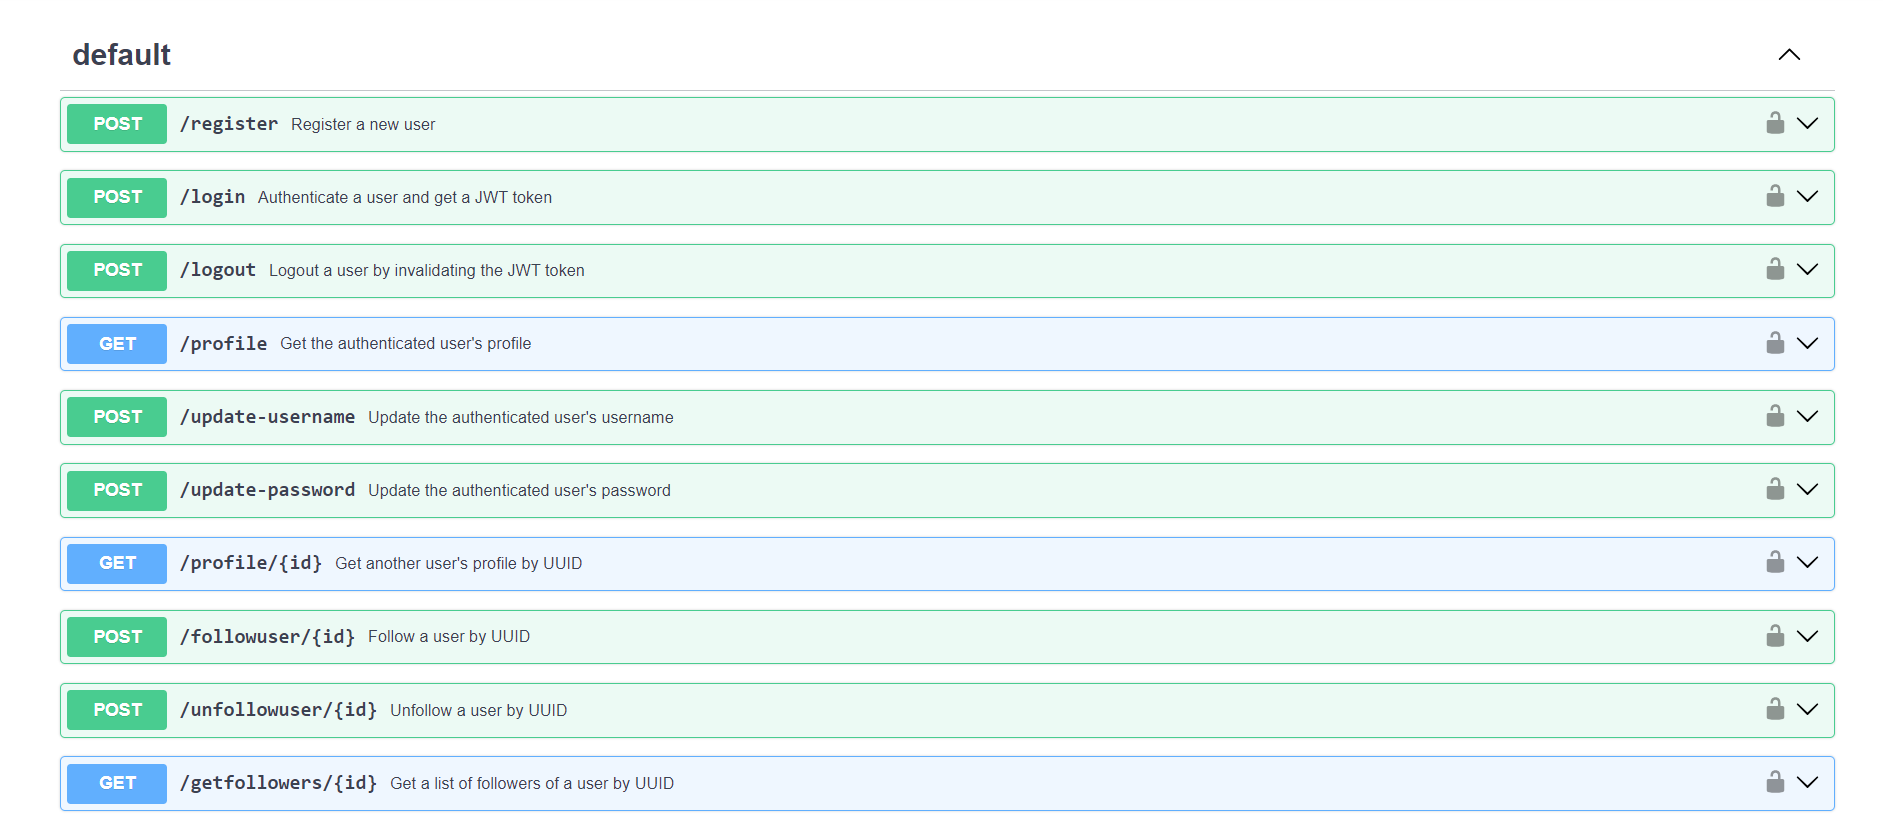 default
POST /register Register a new user
POST /login Authenticate a user and get a JWT token
POST /logout Logout a user by invalidating the JWT token
GET /profile Get the authenticated user's profile
POST /update-username Update the authenticated user's username
POST /update-password Update the authenticated user's password
GET /profile/{id} Get another user's profile by UUID
POST /followuser/{id} Follow a user by UUID
POST /unfollowuser/{id} Unfollow a user by UUID
GET /getfollowers/{id} Get a list of followers of a user by UUID